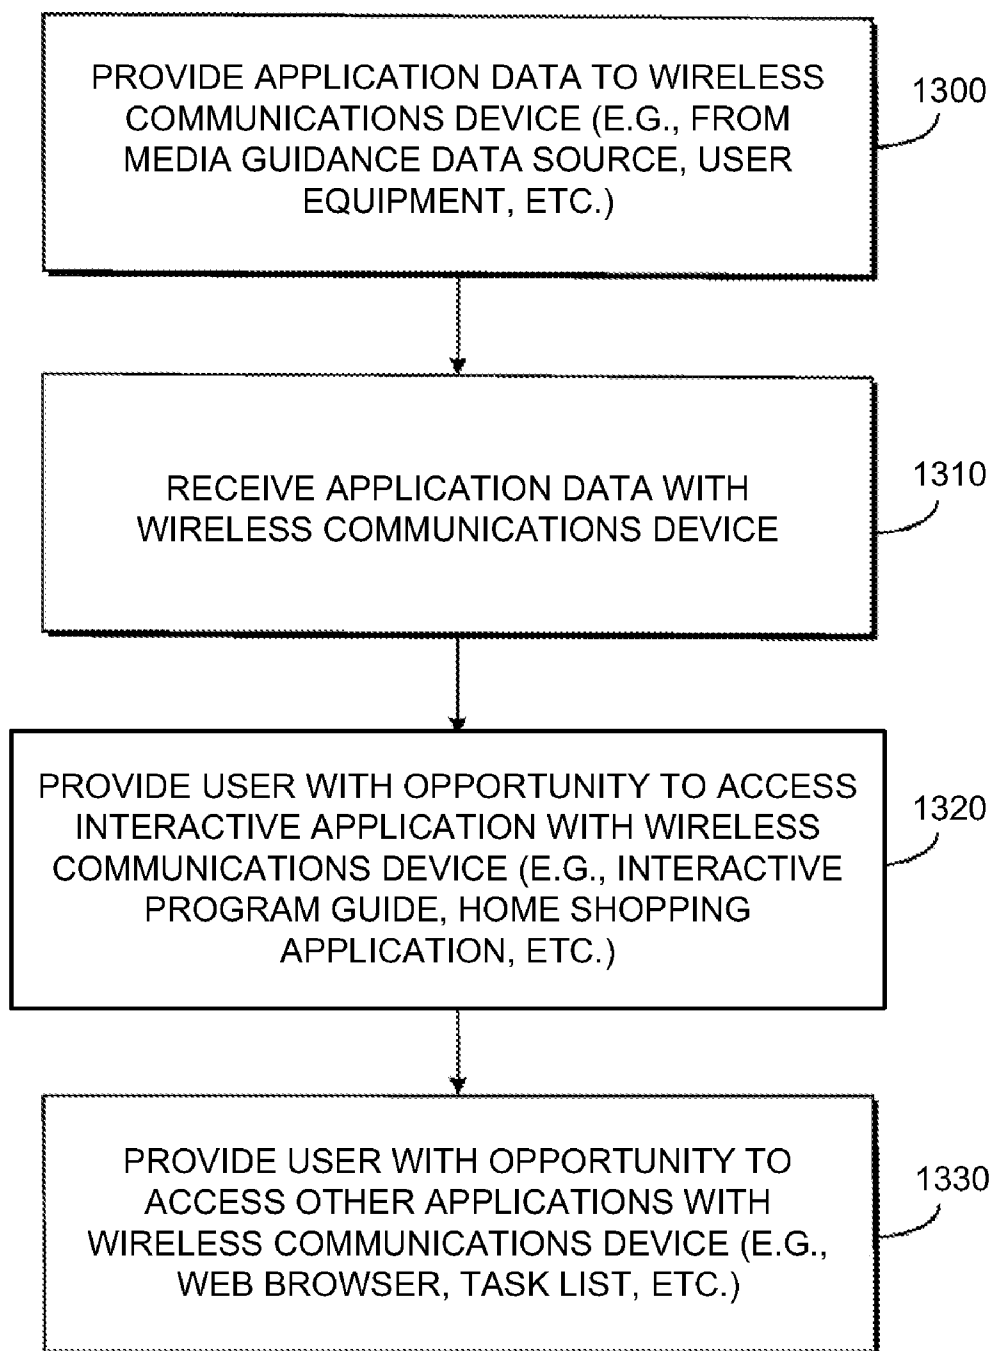 PROVIDE APPLICATION DATA TO WIRELESS
COMMUNICATIONS DEVICE (E.G., FROM
MEDIA GUIDANCE DATA SOURCE, USER
EQUIPMENT, ETC.)
1300
RECEIVE APPLICATION DATA WITH
WIRELESS COMMUNICATIONS DEVICE
1310
PROVIDE USER WITH OPPORTUNITY TO ACCESS
INTERACTIVE APPLICATION WITH WIRELESS
COMMUNICATIONS DEVICE (E.G., INTERACTIVE
PROGRAM GUIDE, HOME SHOPPING
APPLICATION, ETC.)
1320
PROVIDE USER WITH OPPORTUNITY TO
ACCESS OTHER APPLICATIONS WITH
WIRELESS COMMUNICATIONS DEVICE (E.G.,
WEB BROWSER, TASK LIST, ETC.)
1330